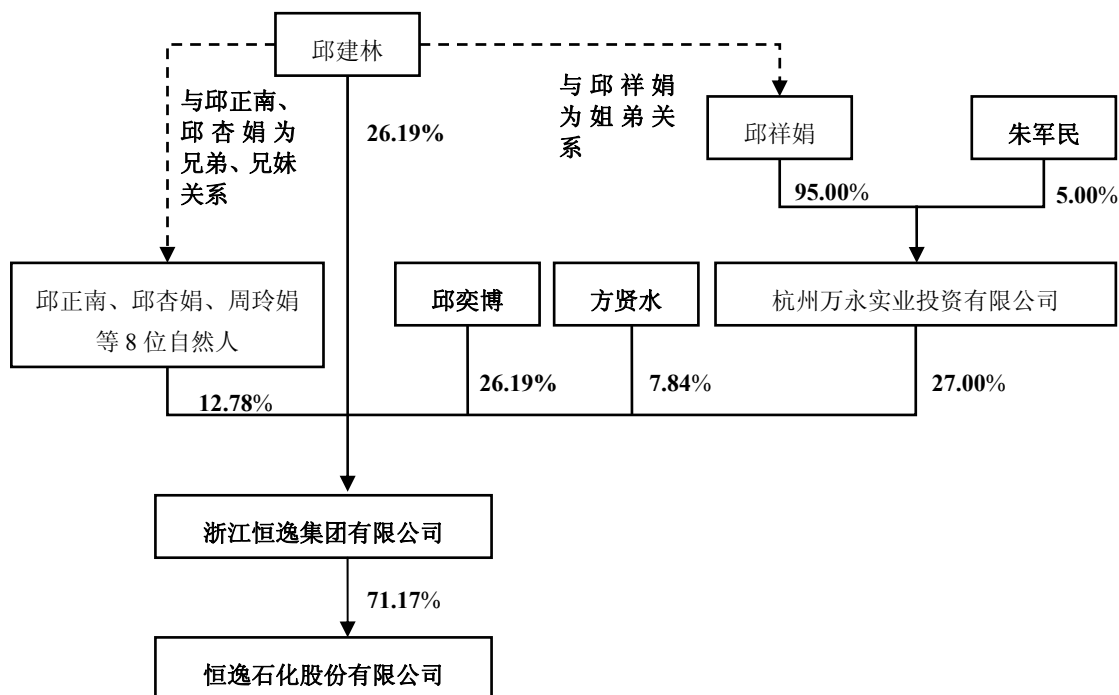 邱建林
与邱正南、
邱杏娟为
兄弟、兄妹
关系
26.19%
与邱祥娟
为姐弟关
系
邱祥娟
朱军民
95.00%
5.00%
邱正南、邱杏娟、周玲娟
等 8 位自然人
邱奕博
方贤水
杭州万永实业投资有限公司
12.78%
26.19%
7.84%
27.00%
浙江恒逸集团有限公司
71.17%
恒逸石化股份有限公司